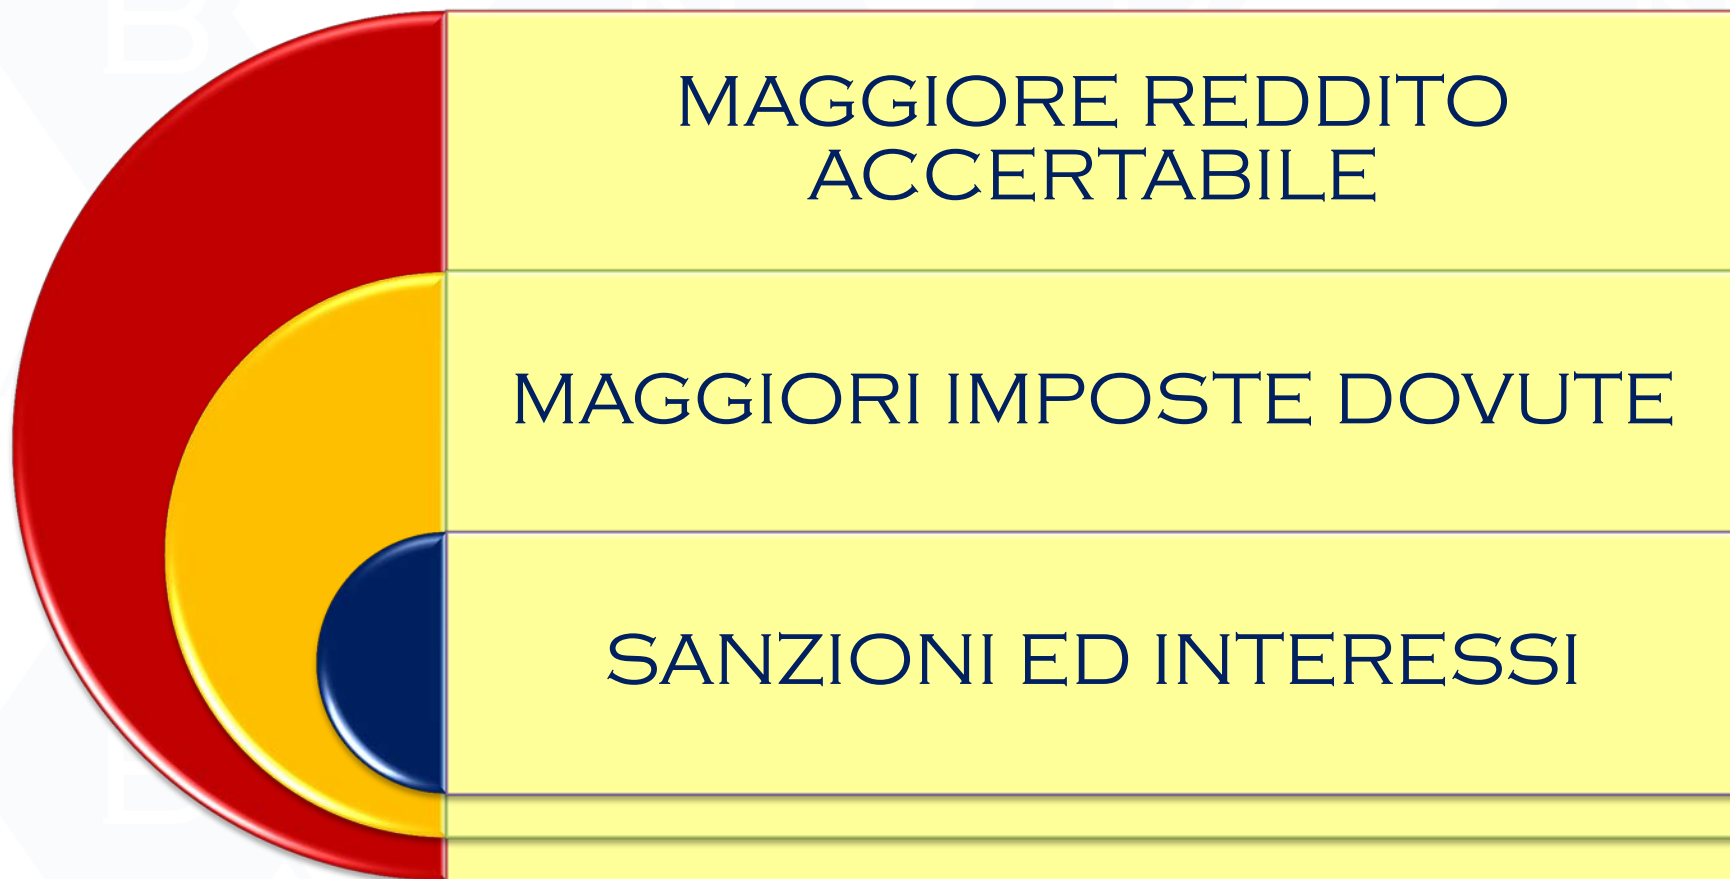 MAGGIORE REDDITO
ACCERTABILE
MAGGIORI IMPOSTE DOVUTE
SANZIONI ED INTERESSI